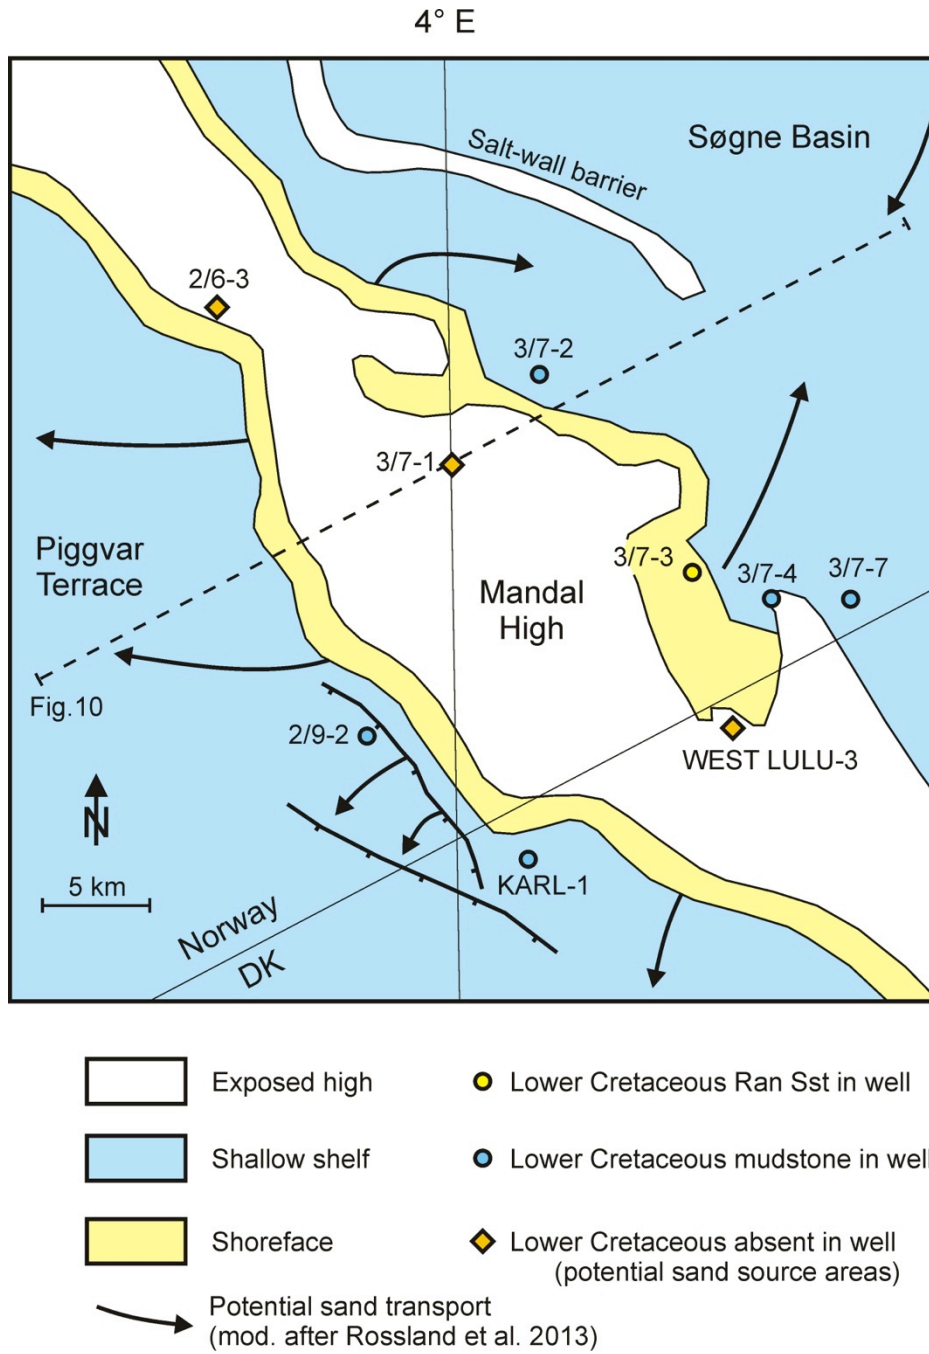 4° E
Søgne Basin
Salt-wall barrier
2/6-3
3/7-2
3/7-1
Piggvar
Terrace
3/7-3
3/7-4
3/7-7
Mandal
High
Fig.10
2/9-2
WEST LULU-3
N
5 km
KARL-1
Norway
DK
Exposed high
Lower Cretaceous Ran Sst in well
Shallow shelf
Lower Cretaceous mudstone in well
Shoreface
Lower Cretaceous absent in well
(potential sand source areas)
Potential sand transport
(mod. after Rossland et al. 2013)